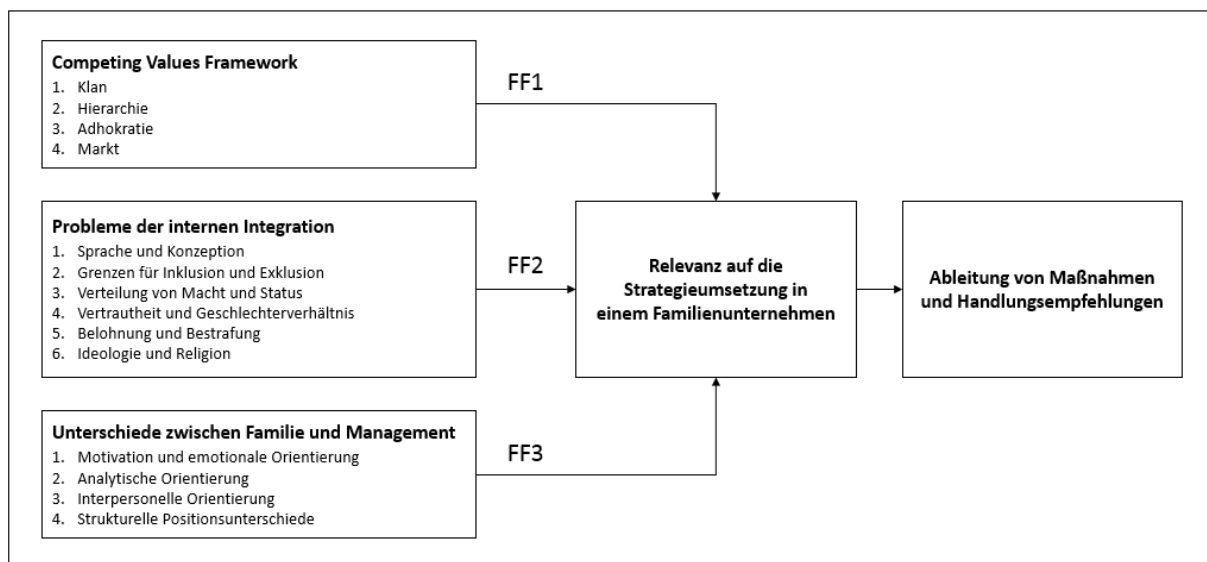 Competing Values Framework
1. Klan
2. Hierarchie
3. Adhokratie
4. Markt
FF1
Probleme der internen Integration
1. Sprache und Konzeption
2. Grenzen für Inklusion und Exklusion
3. Verteilung von Macht und Status
4. Vertrautheit und Geschlechterverhältnis
5. Belohnung und Bestrafung
6. Ideologie und Religion
FF2
Relevanz auf die
Strategieumsetzung in
einem Familienunternehmen
Ableitung von Maßnahmen
und Handlungsempfehlungen
Unterschiede zwischen Familie und Management
1. Motivation und emotionale Orientierung
2. Analytische Orientierung
3. Interpersonelle Orientierung
4. Strukturelle Positionsunterschiede
FF3